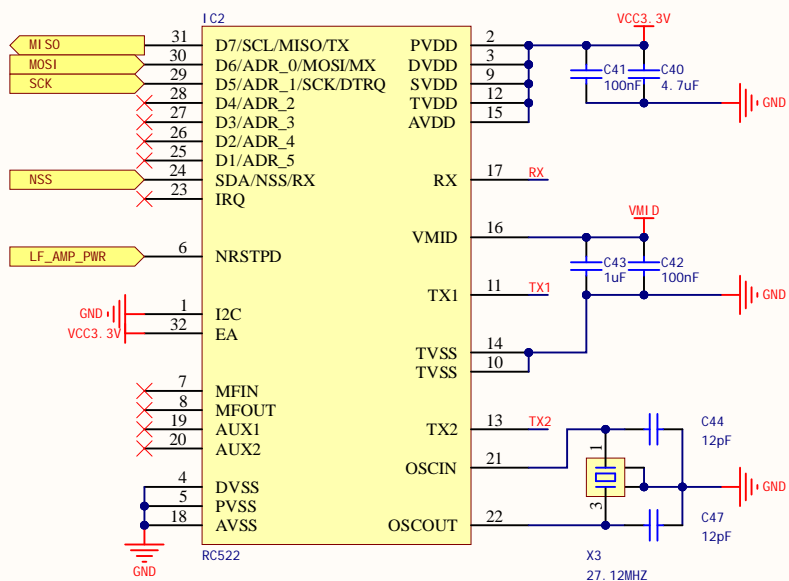 IC2
MISO
31
D7/SCL/MISO/TX
MOSI
30
D6/ADR_0/MOSI/MX
SCK
29
D5/ADR_1/SCK/DTRQ
28
D4/ADR_2
27
D3/ADR_3
26
D2/ADR_4
25
D1/ADR_5
NSS
24
SDA/NSS/RX
23
IRQ
LF_AMP_PWR
6
NRSTPD
GND
1
I2C
VCC3.3V
32
EA
7
MFIN
8
MFOUT
19
AUX1
20
AUX2
4
DVSS
5
PVSS
18
AVSS
GND
RC522
PVDD
2
DVDD
3
SVDD
9
TVDD
12
AVDD
15
VCC3.3V
C41
100nF
C40
4.7uF
GND
RX
17
RX
VMID
16
VMID
C43
1uF
C42
100nF
GND
TX1
11
TX1
TVSS
14
TVSS
10
TX2
13
TX2
OSCIN
21
OSCOUT
22
1
3
C44
12pF
GND
C47
12pF
X3
27.12MHZ